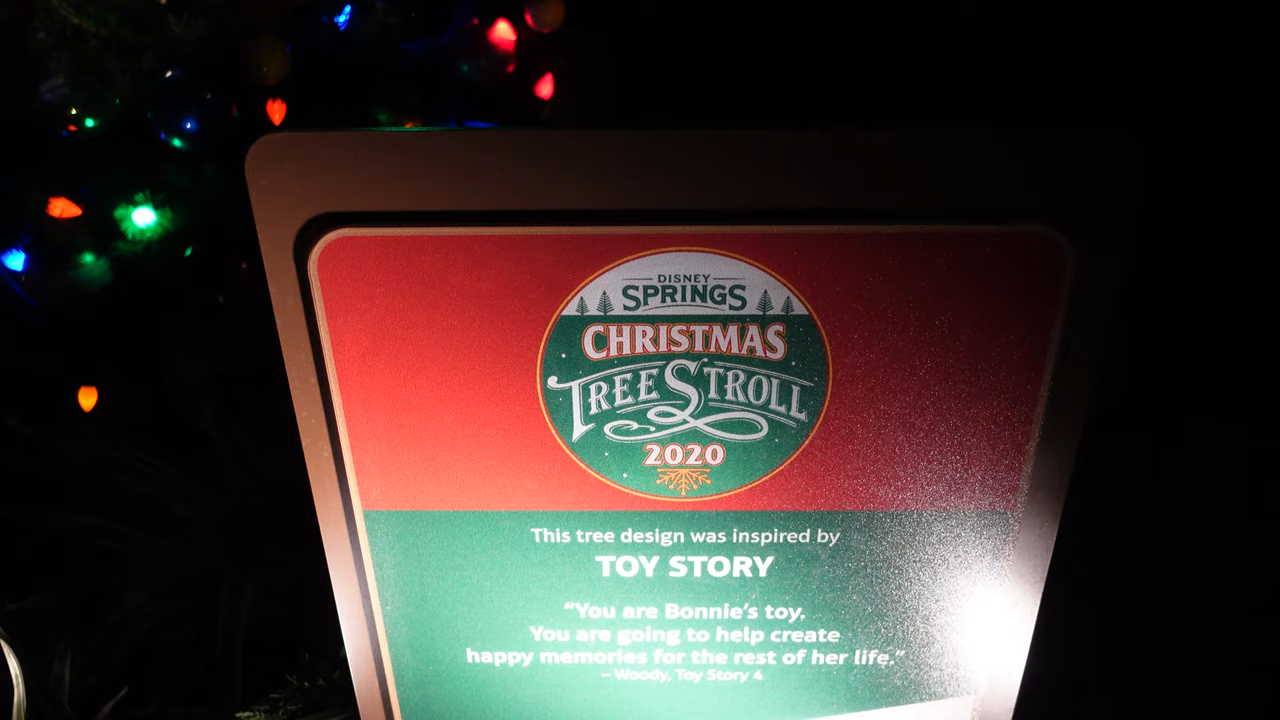 DISNEY
SPRINGS
CHRISTMAS
TREE STROLL
2020
This tree design was inspired by
TOY STORY
“You are Bonnie’s toy.
You are going to help create
happy memories for the rest of her life.”
– Woody, Toy Story 4